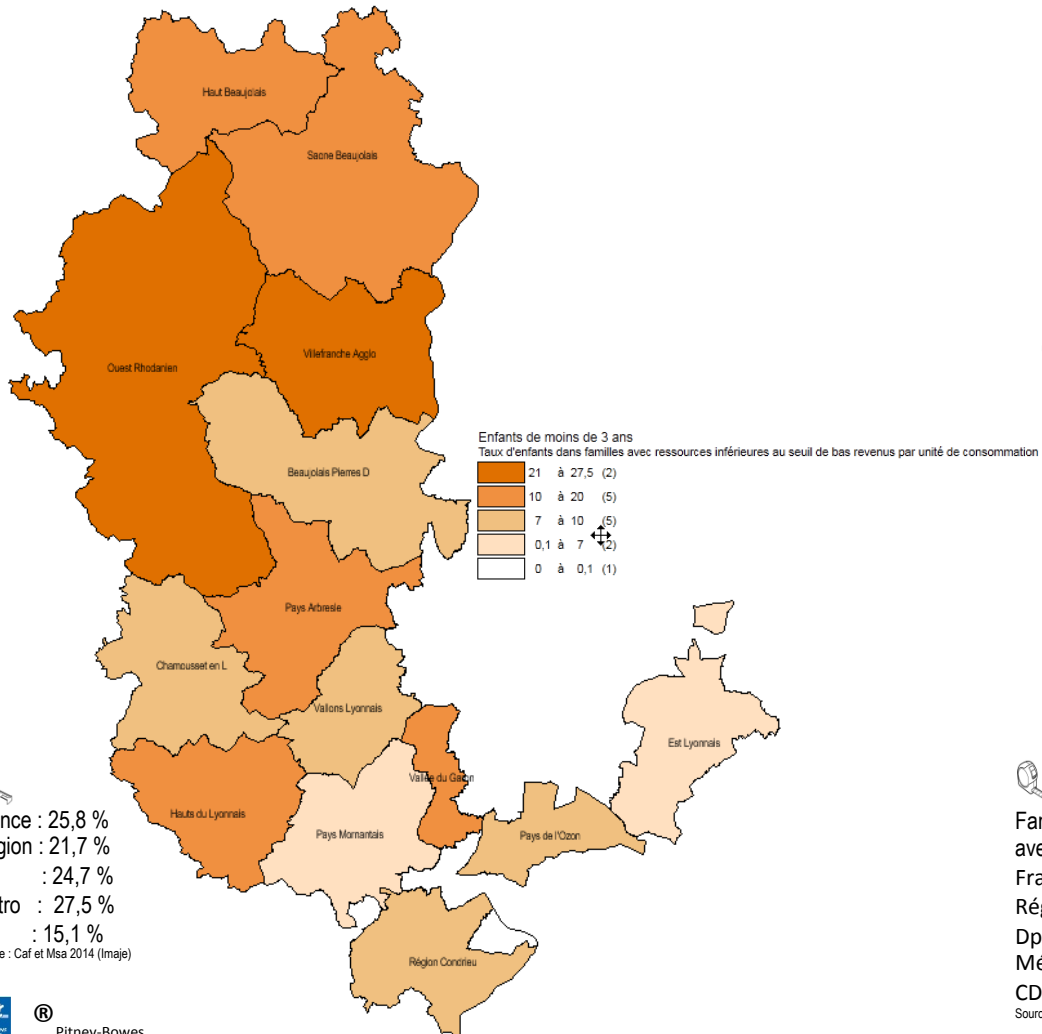 Haut Beaujolais
Saone Beaujolais
Villefranche Agglo
Ouest Rhodanien
Enfants de moins de 3 ans
Taux d'enfants dans familles avec ressources inférieures au seuil de bas revenus par unité de consommation
21 à 27,5 (2)
10 à 20 (5)
7 à 10 (5)
0,1 à 7 (2)
0 à 0,1 (1)
Beaujolais Pierres D
Pays Arbresle
Chamousset en L
Vallons Lyonnais
Est Lyonnais
Vallée du Garon
Hauts du Lyonnais
Pays Mornantais
Pays de l'Ozon
Région Condrieu
nce : 25,8 %
gion : 21,7 %
: 24,7 %
tro : 27,5 %
: 15,1 %
e : Caf et Msa 2014 (Imaje)
®
Pitney-Bowes
Fam
ave
Fra
Rég
Dp
Mé
CD
Sourc